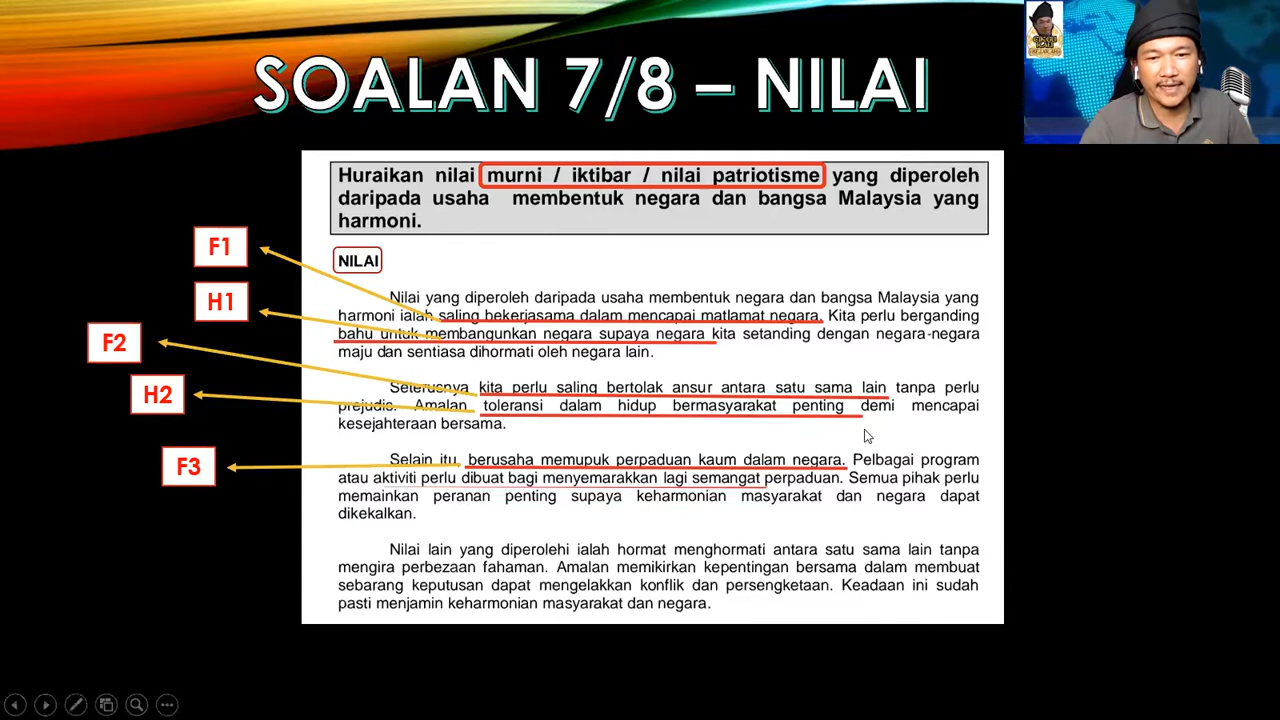 SOALAN 7/8 – NILAI
Huraikan nilai murni / iktibar / nilai patriotisme yang diperoleh
daripada usaha membentuk negara dan bangsa Malaysia yang
harmoni.
F1
NILAI
H1
Nilai yang diperoleh daripada usaha membentuk negara dan bangsa Malaysia yang
harmoni ialah saling bekerjasama dalam mencapai matlamat negara. Kita perlu berganding
bahu untuk membangunkan negara supaya negara kita setanding dengan negara-negara
maju dan sentiasa dihormati oleh negara lain.
F2
H2
Seterusnya kita perlu saling bertolak ansur antara satu sama lain tanpa perlu
prejudis. Amalan toleransi dalam hidup bermasyarakat penting demi mencapai
kesejahteraan bersama.
F3
Selain itu, berusaha memupuk perpaduan kaum dalam negara. Pelbagai program
atau aktiviti perlu dibuat bagi menyemarakkan lagi semangat perpaduan. Semua pihak perlu
memainkan peranan penting supaya keharmonian masyarakat dan negara dapat
dikekalkan.
Nilai lain yang diperolehi ialah hormat menghormati antara satu sama lain tanpa
mengira perbezaan fahaman. Amalan memikirkan kepentingan bersama dalam membuat
sebarang keputusan dapat mengelakkan konflik dan persengketaan. Keadaan ini sudah
pasti menjamin keharmonian masyarakat dan negara.